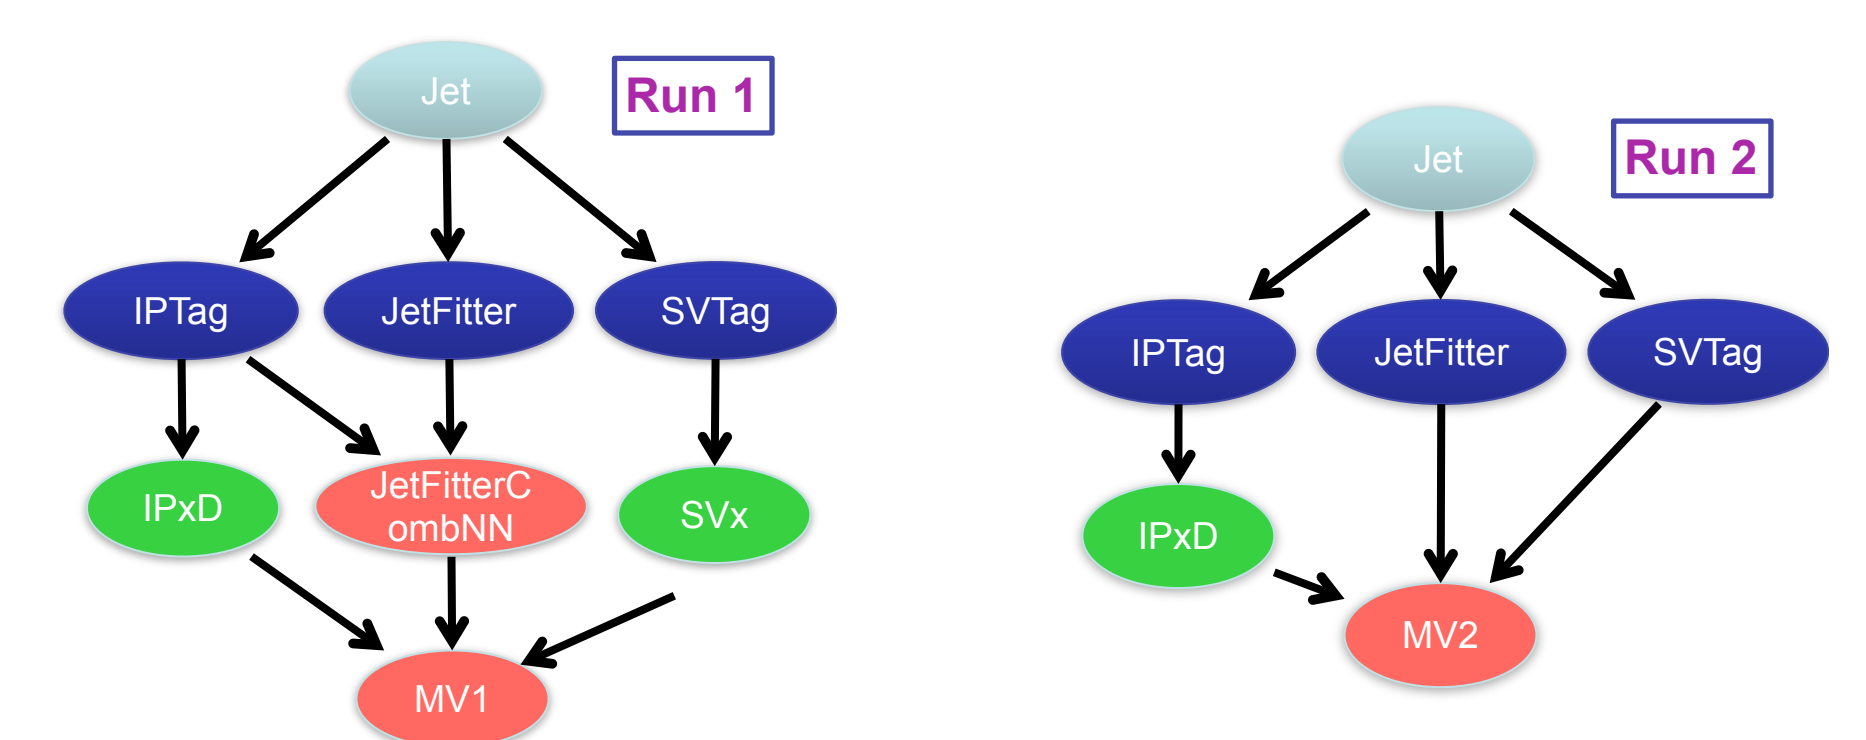 Jet
Run 1
IPTag
JetFitter
SVTag
IPxD
JetFitterC
ombNN
SVx
MV1
Jet
Run 2
IPTag
JetFitter
SVTag
IPxD
MV2